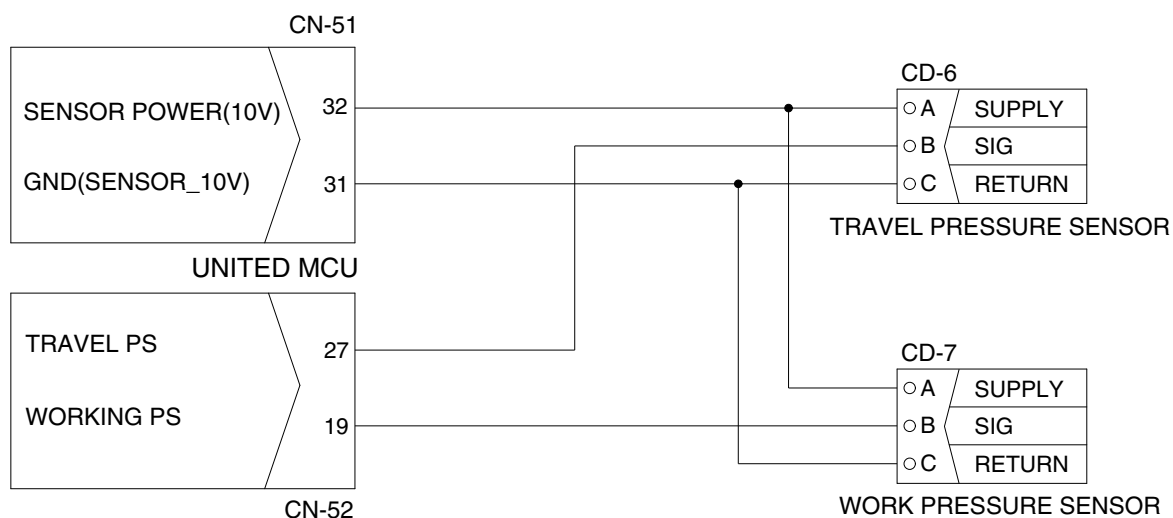 CN-51
SENSOR POWER(10V) 32
GND(SENSOR_10V) 31
UNITED MCU
TRAVEL PS 27
WORKING PS 19
CN-52
CD-6
A SUPPLY
B SIG
C RETURN
TRAVEL PRESSURE SENSOR
CD-7
A SUPPLY
B SIG
C RETURN
WORK PRESSURE SENSOR